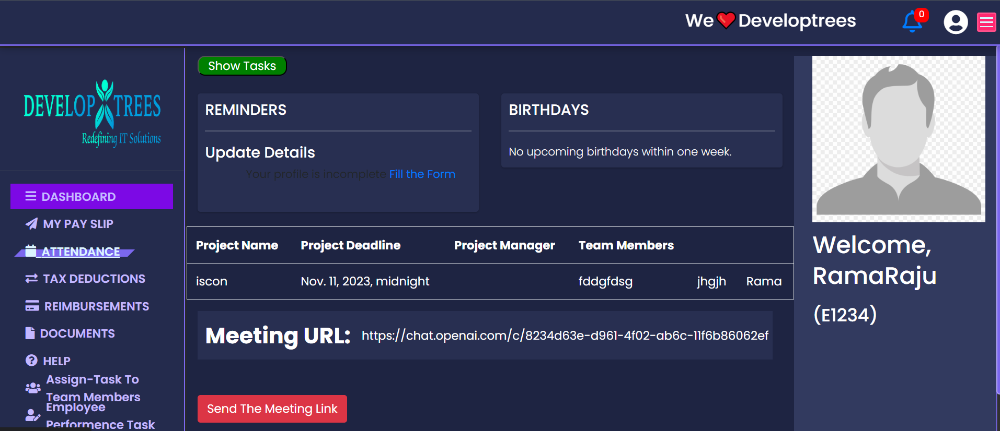 We Developtrees
0
DEVELOP TREES
Redefining IT Solutions
DASHBOARD
MY PAY SLIP
ATTENDANCE
TAX DEDUCTIONS
REIMBURSEMENTS
DOCUMENTS
HELP
Assign-Task To
Team Members
Employee
Performence Task
Show Tasks
REMINDERS
Update Details
Your profile is incomplete Fill the Form
BIRTHDAYS
No upcoming birthdays within one week.
Project Name Project Deadline Project Manager Team Members
iscon Nov. 11, 2023, midnight fddgfdsg jhgjh Rama
Meeting URL: https://chat.openai.com/c/8234d63e-d961-4f02-ab6c-11f6b86062ef
Send The Meeting Link
Welcome,
RamaRaju
(E1234)